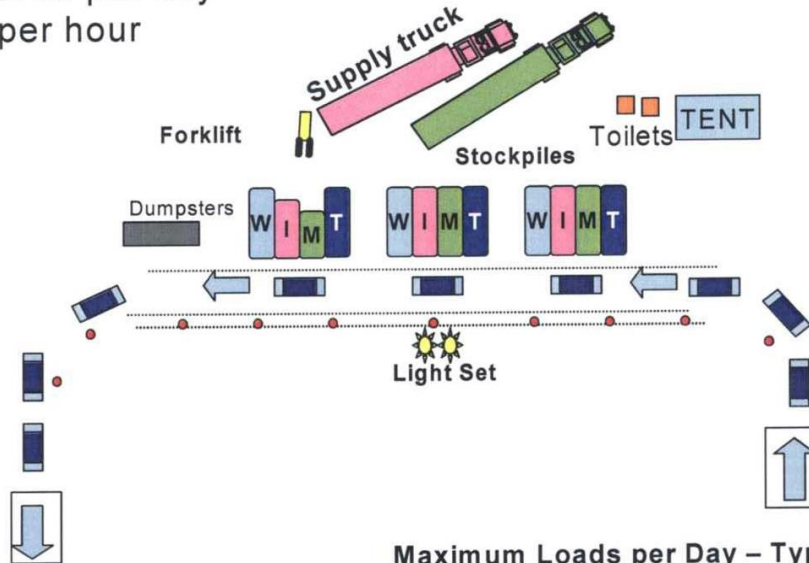 per hour
Supply truck
Forklift
Stockpiles
Toilets
TENT
Dumpsters
W I M T
W I M T
W I M T
Light Set
Maximum Loads per Day –